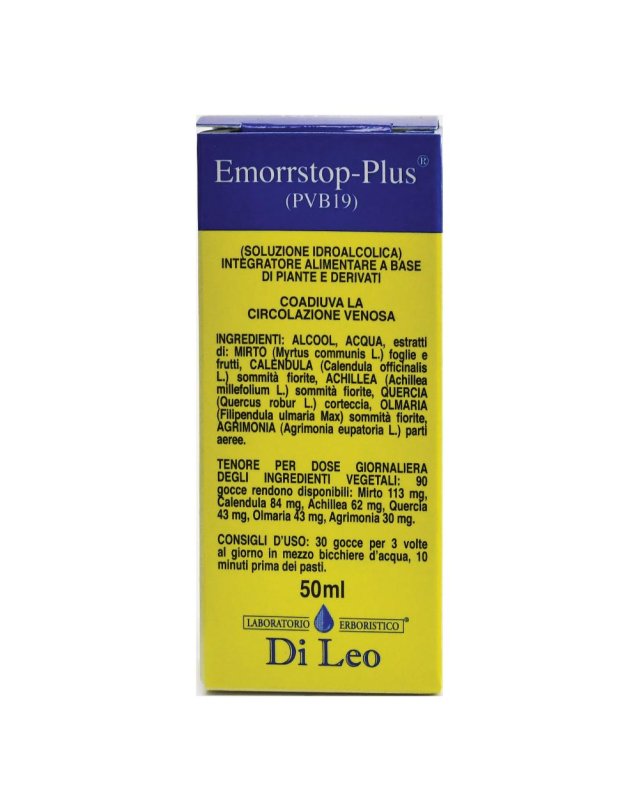 Emorrstop-Plus®
(PVB19)
(SOLUZIONE IDROALCOLICA)
INTEGRATORE ALIMENTARE A BASE
DI PIANTE E DERIVATI
COADIUVA LA
CIRCOLAZIONE VENOSA
INGREDIENTI: ALCOOL, ACQUA, estratti
di: MIRTO (Myrtus communis L.) foglie e
frutti, CALENDULA (Calendula officinalis
L.) sommità fiorite, ACHILLEA (Achillea
millefolium L.) sommità fiorite, QUERCIA
(Quercus robur L.) corteccia, OLMARIA
(Filipendula ulmaria Max) sommità fiorite,
AGRIMONIA (Agrimonia eupatoria L.) parti
aeree.
TENORE PER DOSE GIORNALIERA
DEGLI INGREDIENTI VEGETALI: 90
gocce rendono disponibili: Mirto 113 mg,
Calendula 84 mg, Achillea 62 mg, Quercia
43 mg, Olmaria 43 mg, Agrimonia 30 mg.
CONSIGLI D'USO: 30 gocce per 3 volte
al giorno in mezzo bicchiere d'acqua, 10
minuti prima dei pasti.
50ml
LABORATORIO ERBORISTICO®
Di Leo